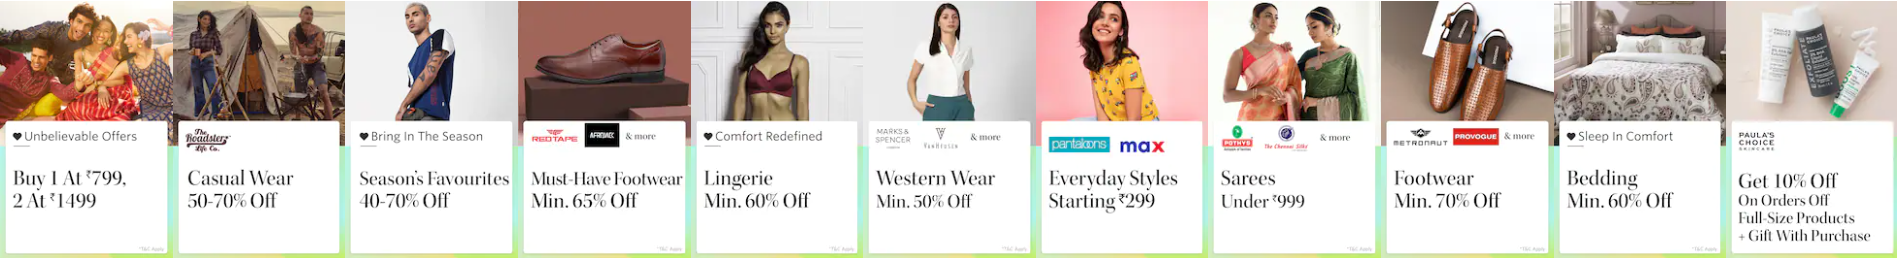 Unbelievable Offers
Buy 1 At ₹799,
2 At ₹1499
*T&C Apply
The
Roadster
Life Co.
Casual Wear
50-70% Off
Bring In The Season
Season's Favourites
40-70% Off
*T&C Apply
REDTAPE
& more
Must-Have Footwear
Min. 65% Off
*T&C Apply
Comfort Redefined
Lingerie
Min. 60% Off
*T&C Apply
MARKS &
SPENCER
VAN HEUSEN
& more
Western Wear
Min. 50% Off
*T&C Apply
pantaloons
max
Everyday Styles
Starting ₹299
POTHYS
The Chennai Silks
& more
Sarees
Under ₹999
*T&C Apply
METRONAUT
PROVOGUE
& more
Footwear
Min. 70% Off
*T&C Apply
Sleep In Comfort
Bedding
Min. 60% Off
*T&C Apply
PAULA'S
CHOICE
SKINCARE
Get 10% Off
On Orders Off
Full-Size Products
+ Gift With Purchase